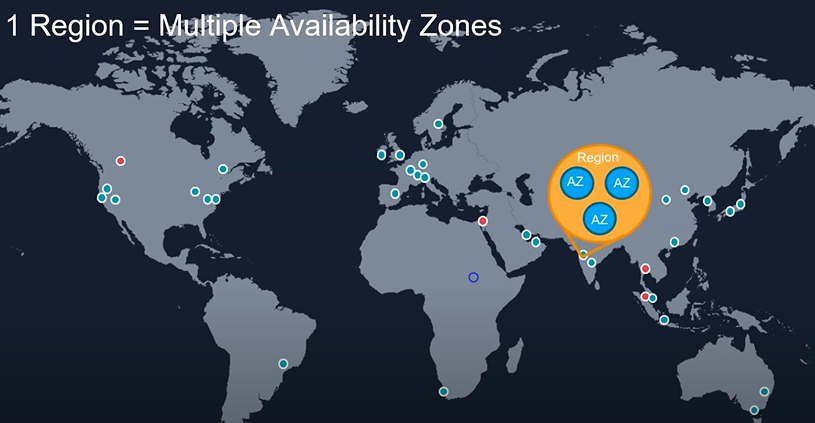 1 Region = Multiple Availability Zones
Region
AZ AZ
AZ